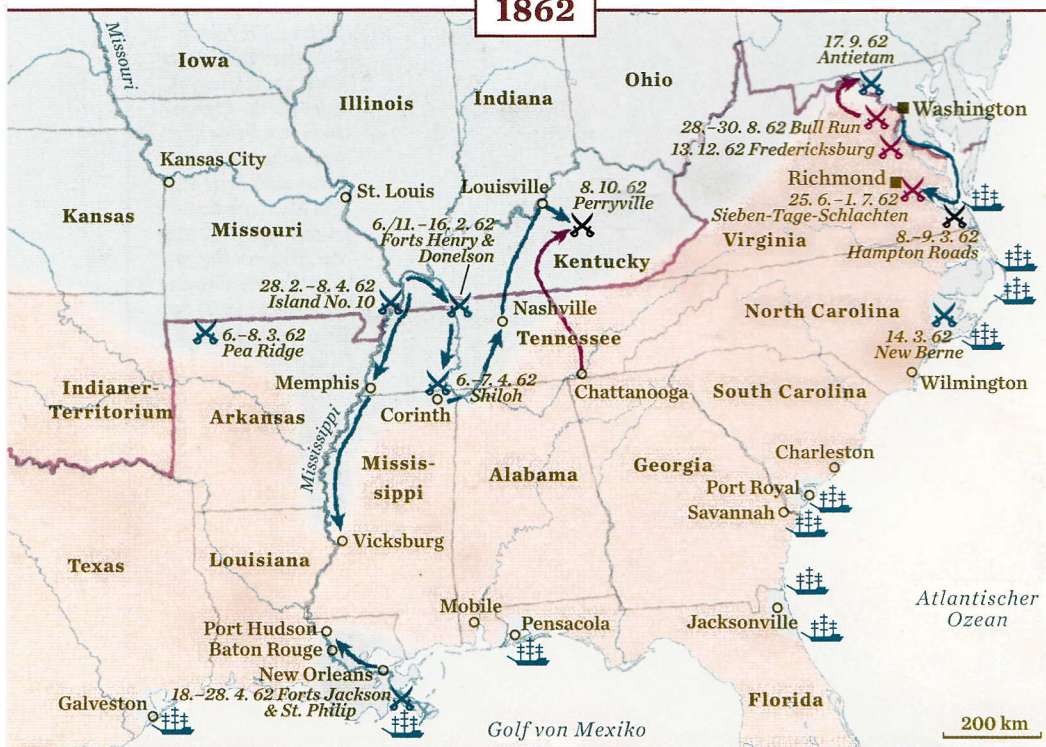 1862
Missouri
Iowa
Illinois
Indiana
Ohio
17. 9. 62
Antietam
Washington
28.–30. 8. 62 Bull Run
13. 12. 62 Fredericksburg
Kansas City
St. Louis
Louisville
8. 10. 62
Perryville
Richmond
25. 6. – 1. 7. 62
Sieben-Tage-Schlachten
Kansas
Missouri
6./11. –16. 2. 62
Forts Henry &
Donelson
Kentucky
Virginia
8.–9. 3. 62
Hampton Roads
28. 2. – 8. 4. 62
Island No. 10
Nashville
Tennessee
North Carolina
14. 3. 62
New Berne
6.–8. 3. 62
Pea Ridge
Indianer-
Territorium
Arkansas
Memphis
Corinth
6.–7. 4. 62
Shiloh
Chattanooga
South Carolina
Wilmington
Mississippi
Missis-
sippi
Alabama
Georgia
Charleston
Port Royal
Savannah
Texas
Louisiana
Vicksburg
Mobile
Pensacola
Jacksonville
Atlantischer
Ozean
Port Hudson
Baton Rouge
New Orleans
18.–28. 4. 62 Forts Jackson
& St. Philip
Galveston
Golf von Mexiko
Florida
200 km